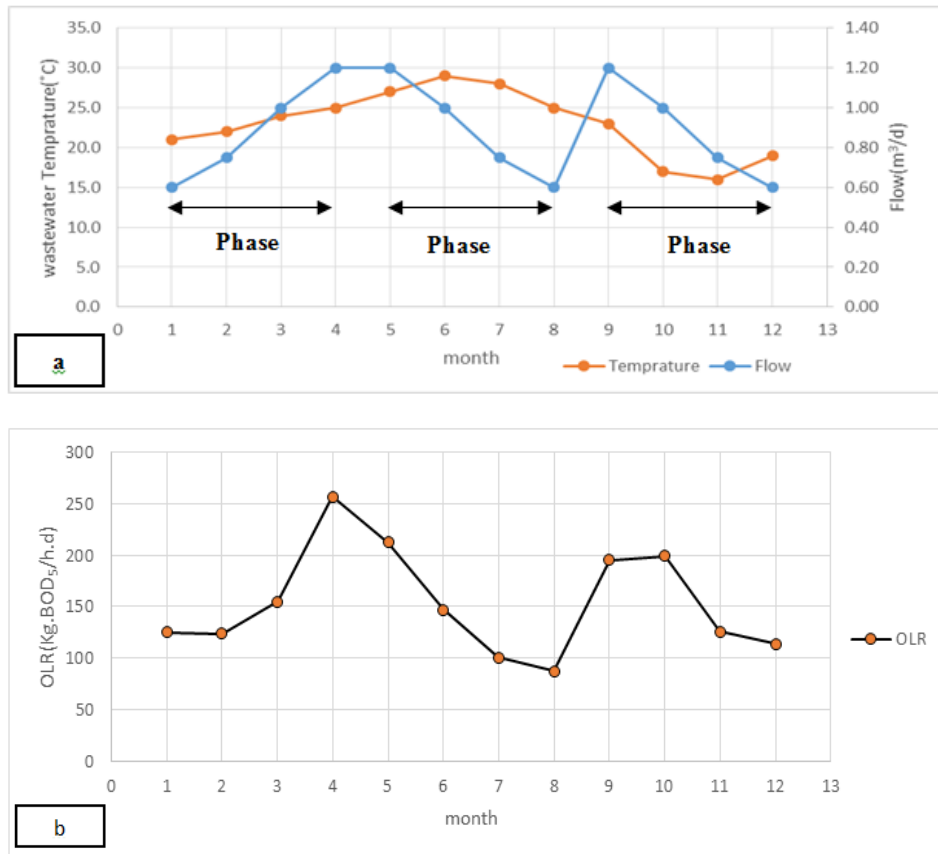 35.0 1.40
30.0 1.20
25.0 1.00
20.0 0.80
15.0 0.60
10.0 0.40
5.0 0.20
0.0 0.00
wastewater Temprature(°C)
Flow(m³/d)
Phase Phase Phase
0 1 2 3 4 5 6 7 8 9 10 11 12 13
month
Temprature Flow
a
300
250
200
150
100
50
0
OLR(Kg.BOD₅/h.d)
OLR
0 1 2 3 4 5 6 7 8 9 10 11 12 13
month
b